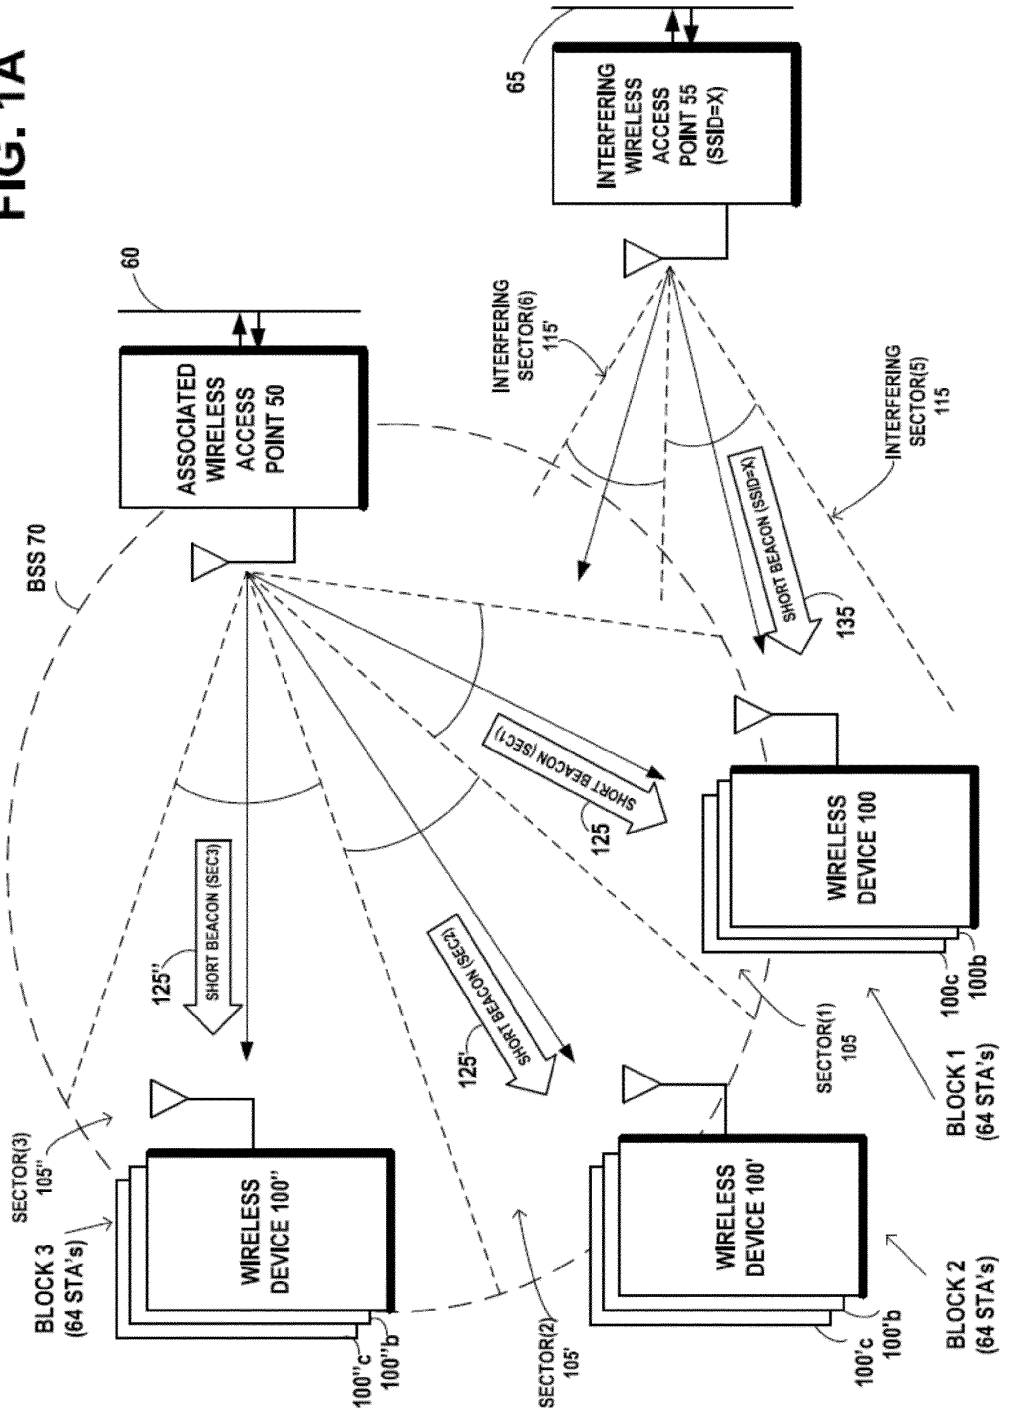 FIG. 1A
60
ASSOCIATED
WIRELESS
ACCESS
POINT 50
BSS 70
65
INTERFERING
WIRELESS
ACCESS
POINT 55
(SSID=X)
INTERFERING
SECTOR(6)
115'
INTERFERING
SECTOR(5)
115
SHORT BEACON (SSID=X)
135
SHORT BEACON (SEC1)
125
SHORT BEACON (SEC2)
125'
SHORT BEACON (SEC3)
125"
WIRELESS
DEVICE 100
100c
100b
SECTOR(1)
105
BLOCK 1
(64 STA's)
WIRELESS
DEVICE 100'
100'c
100'b
SECTOR(2)
105'
BLOCK 2
(64 STA's)
SECTOR(3)
105"
WIRELESS
DEVICE 100"
100"c
100"b
BLOCK 3
(64 STA's)